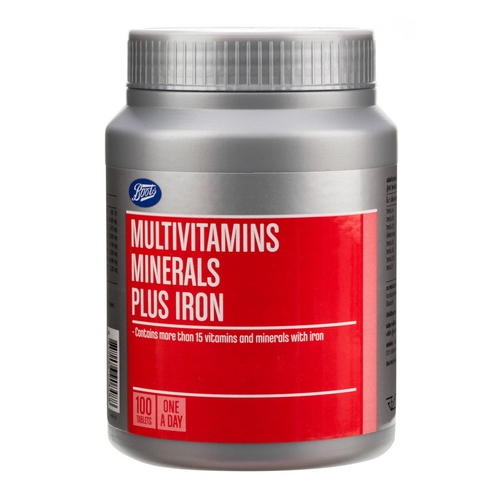 Boots
MULTIVITAMINS
MINERALS
PLUS IRON
- Contains more than 15 vitamins and minerals with iron
100
TABLETS
ONE
A DAY